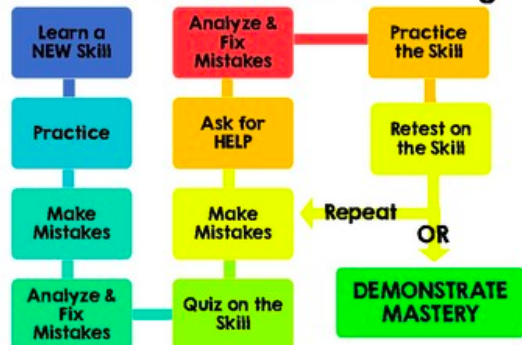 Learn a
NEW Skill
Practice
Make
Mistakes
Analyze &
Fix
Mistakes
Quiz on the
Skill
Make
Mistakes
Ask for
HELP
Analyze &
Fix
Mistakes
Practice
the Skill
Retest on
the Skill
Repeat
OR
DEMONSTRATE
MASTERY